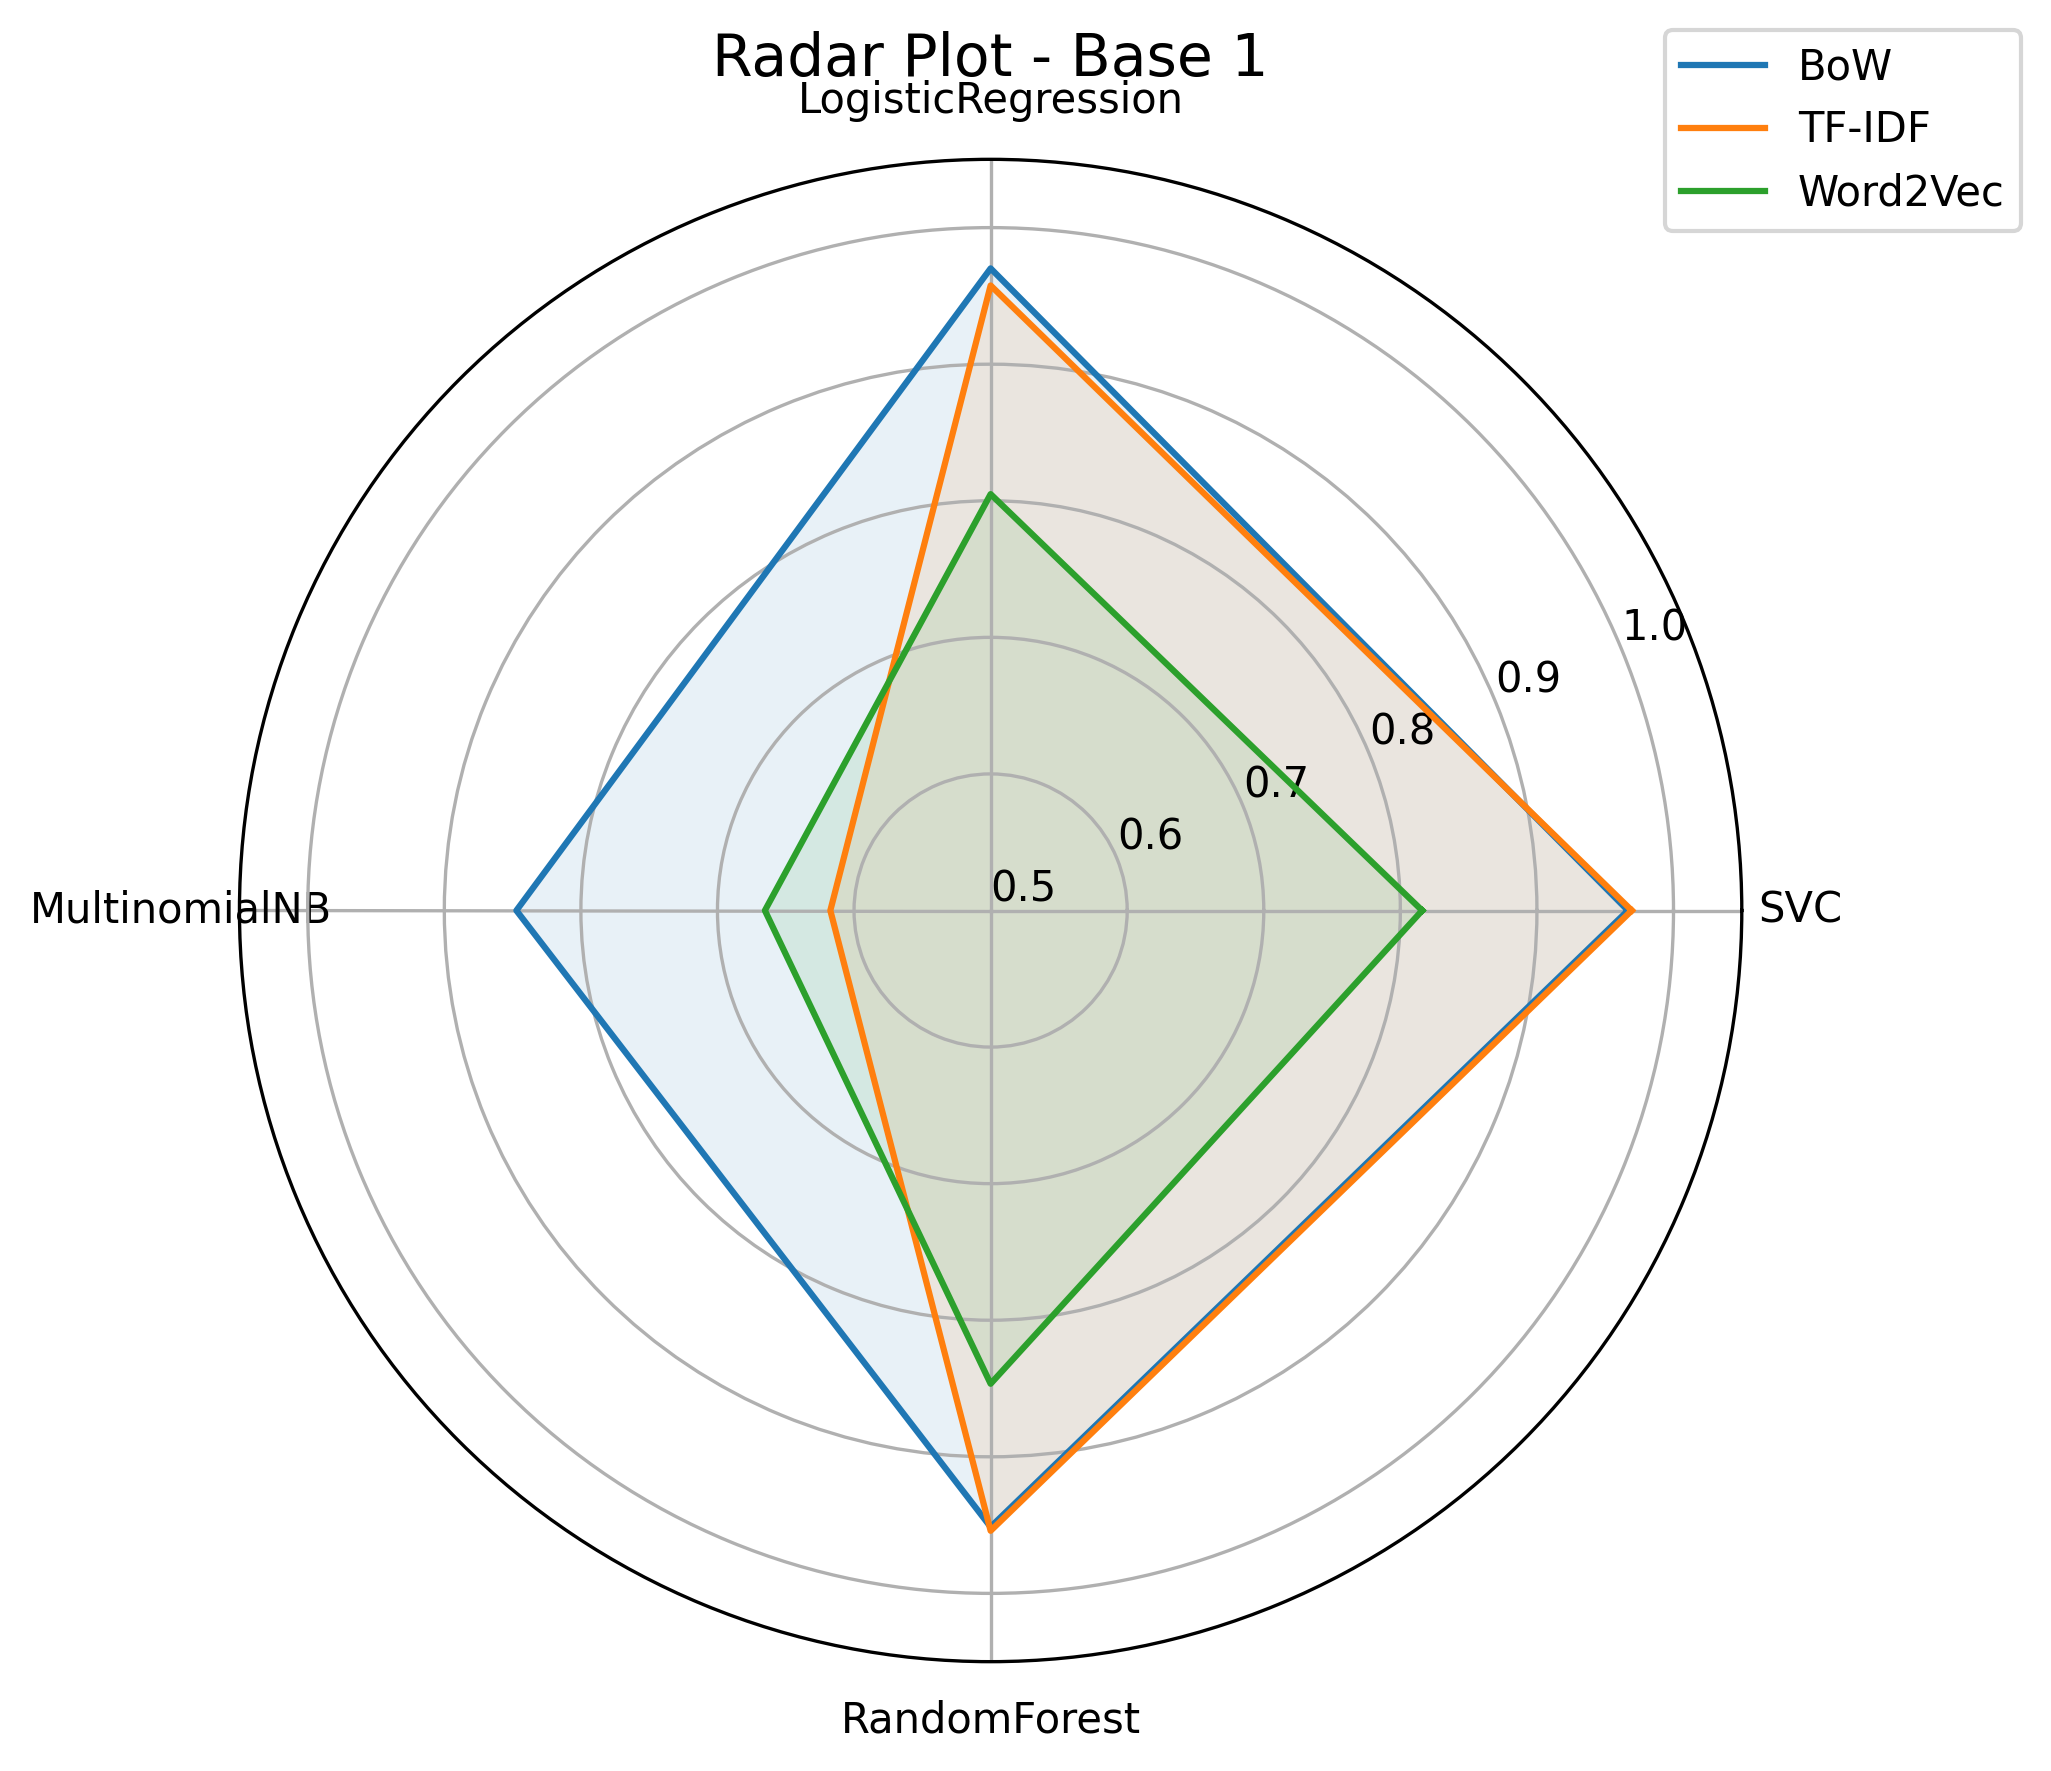 Radar Plot - Base 1
LogisticRegression
BoW
TF-IDF
Word2Vec
1.0
0.9
0.8
0.7
0.6
0.5
MultinomialNB
SVC
RandomForest